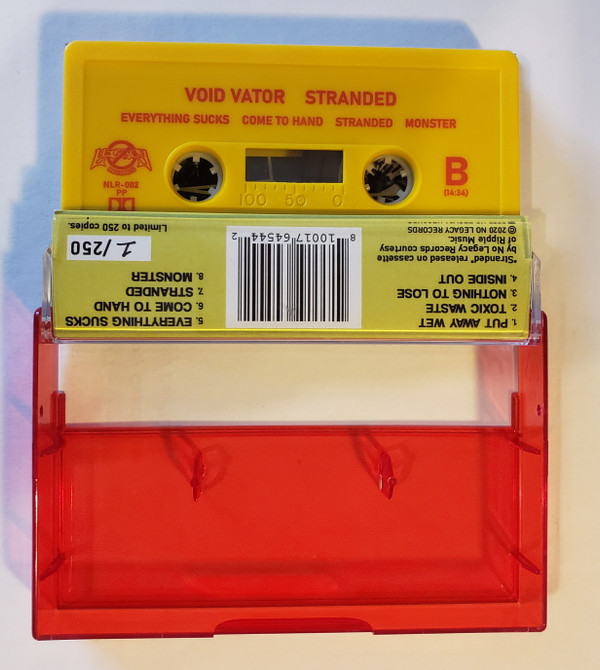 VOID VATOR STRANDED
EVERYTHING SUCKS COME TO HAND STRANDED MONSTER
NLR-002
PP
B
(14:34)
100 50 0
1. PUT AWAY WET
2. TOXIC WASTE
3. NOTHING TO LOSE
4. INSIDE OUT
"Stranded" released on cassette
by No Legacy Records courtesy
of Ripple Music.
© 2020 NO LEGACY RECORDS
8 10017 64544 2
5. EVERYTHING SUCKS
6. COME TO HAND
7. STRANDED
8. MONSTER
1/250
Limited to 250 copies.